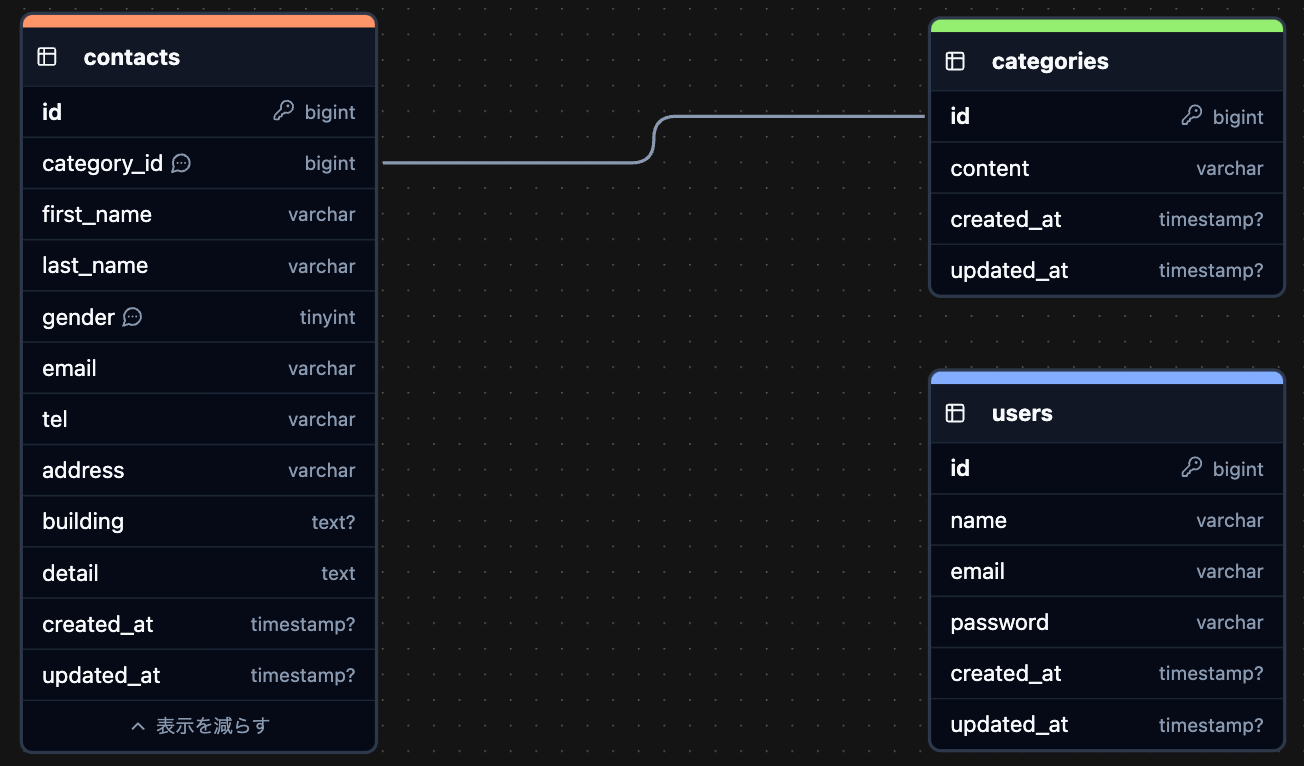 contacts
id bigint
category_id bigint
first_name varchar
last_name varchar
gender tinyint
email varchar
tel varchar
address varchar
building text?
detail text
created_at timestamp?
updated_at timestamp?
表示を減らす
categories
id bigint
content varchar
created_at timestamp?
updated_at timestamp?
users
id bigint
name varchar
email varchar
password varchar
created_at timestamp?
updated_at timestamp?